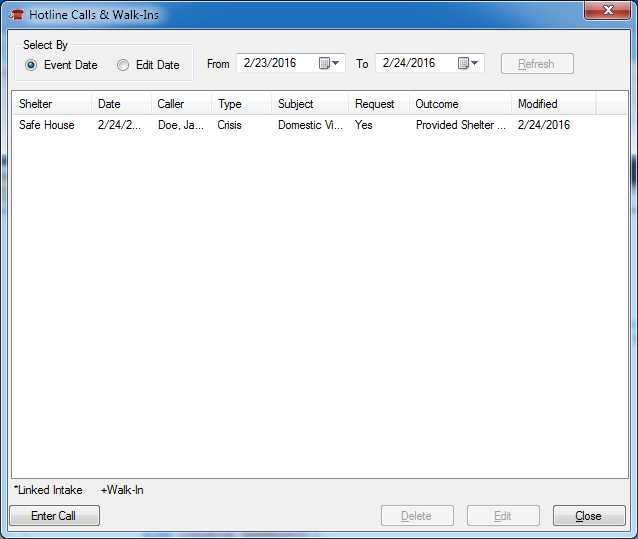 Hotline Calls & Walk-Ins
Select By
Event Date Edit Date From 2/23/2016 To 2/24/2016 Refresh
Shelter Date Caller Type Subject Request Outcome Modified
Safe House 2/24/2... Doe, Ja... Crisis Domestic Vi... Yes Provided Shelter ... 2/24/2016
*Linked Intake +Walk-In
Enter Call Delete Edit Close